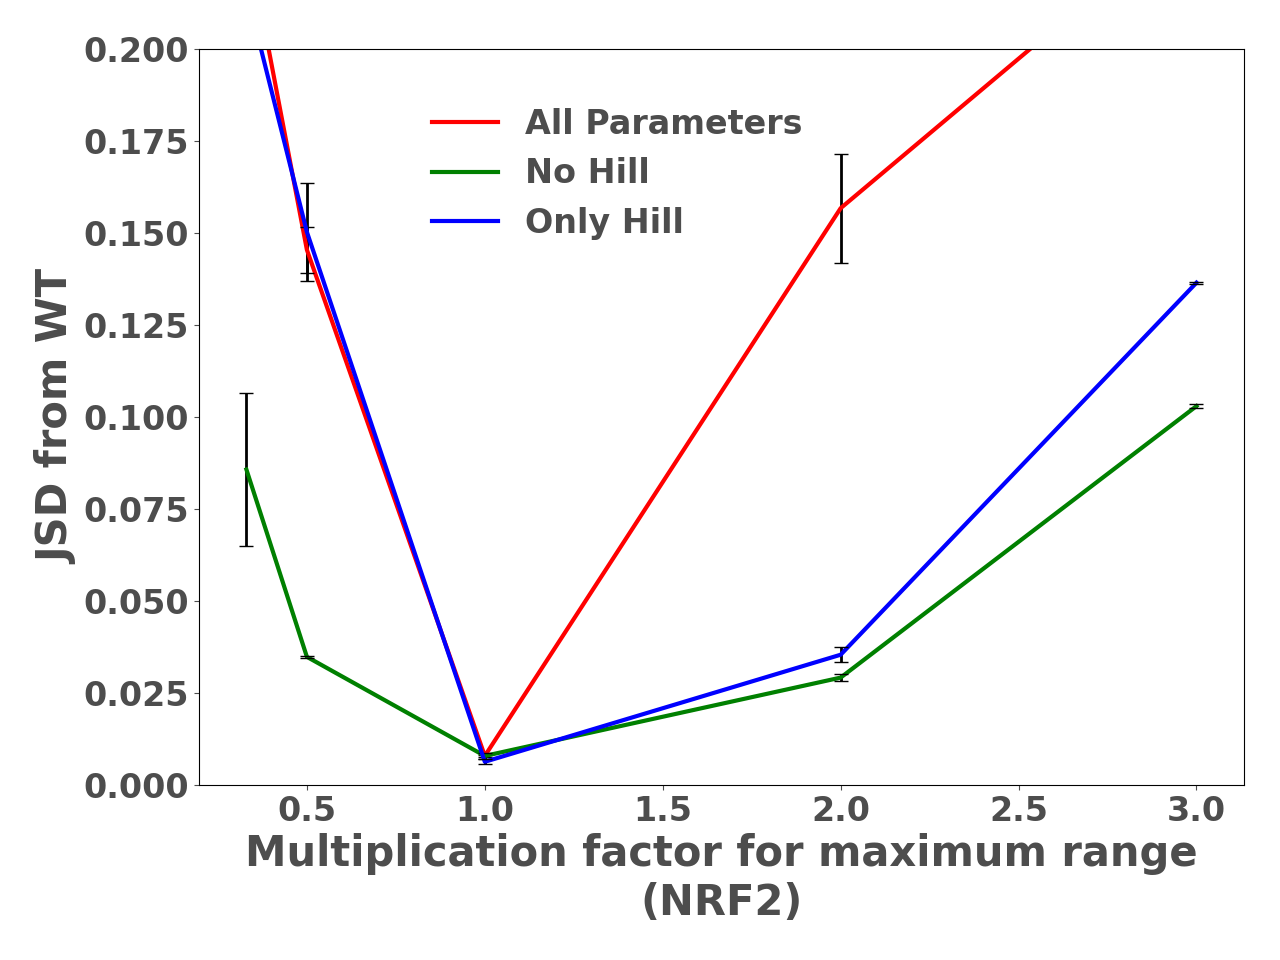 0.200
0.175
0.150
0.125
0.100
0.075
0.050
0.025
0.000
JSD from WT
All Parameters
No Hill
Only Hill
0.5 1.0 1.5 2.0 2.5 3.0
Multiplication factor for maximum range
(NRF2)